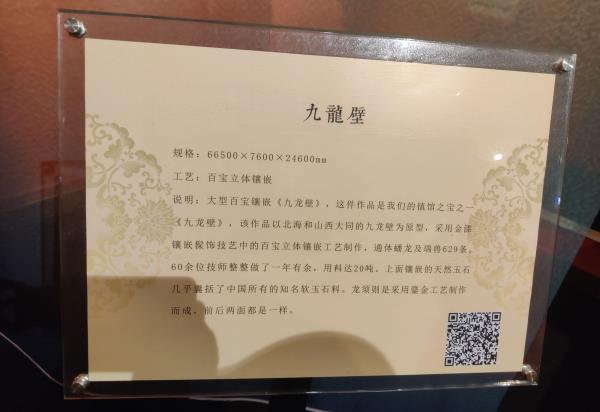 九龍壁
规格：66500×7600×24600mm
工艺：百宝立体镶嵌
说明：大型百宝镶嵌《九龙壁》，这件作品是我们的镇馆之宝之一
《九龙壁》，该作品以北海和山西大同的九龙壁为原型，采用金漆
镶嵌髹饰技艺中的百宝立体镶嵌工艺制作，通体蟠龙及瑞兽629条。
60余位技师整整做了一年有余，用料达20吨。上面镶嵌的天然玉石
几乎囊括了中国所有的知名软玉石料。龙须则是采用鎏金工艺制作
而成，前后两面都是一样。